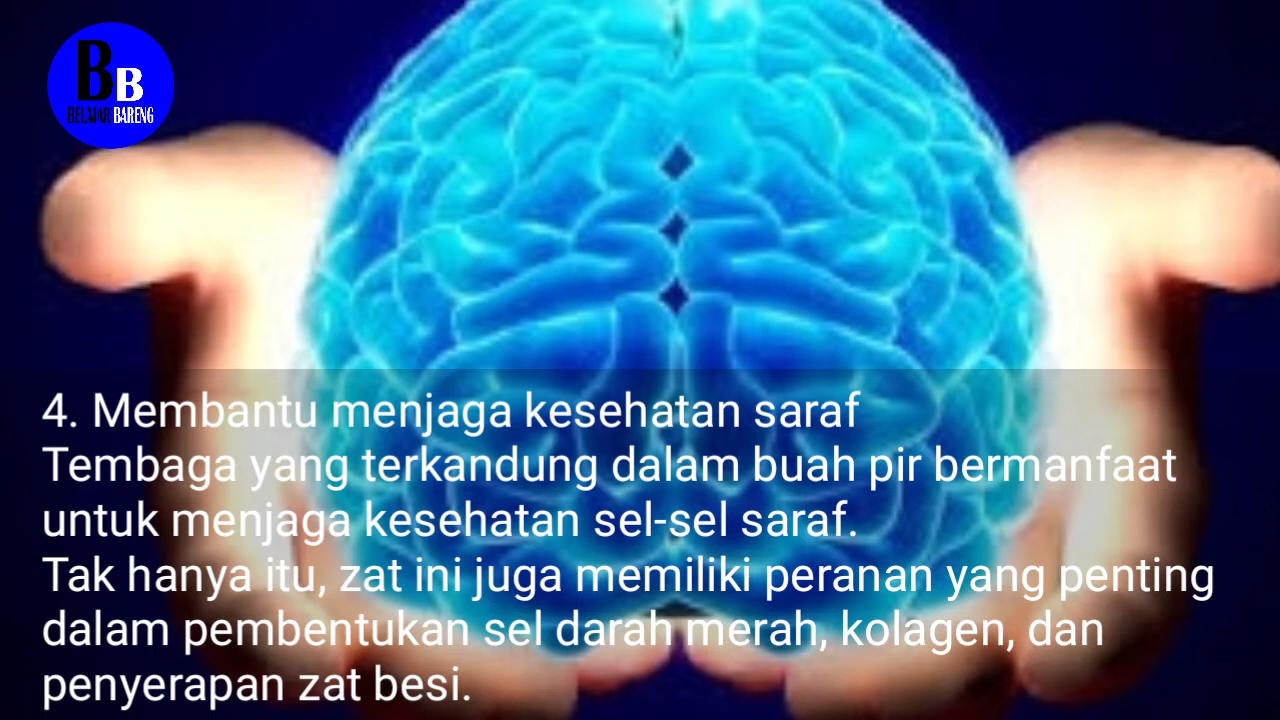 B B
BELAJAR BARENG
4. Membantu menjaga kesehatan saraf
Tembaga yang terkandung dalam buah pir bermanfaat
untuk menjaga kesehatan sel-sel saraf.
Tak hanya itu, zat ini juga memiliki peranan yang penting
dalam pembentukan sel darah merah, kolagen, dan
penyerapan zat besi.